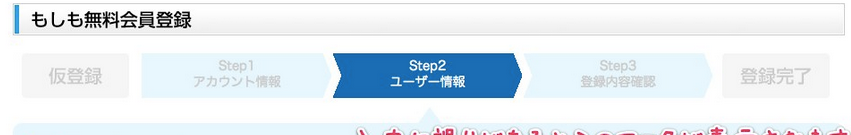 もしも無料会員登録
仮登録
Step1
アカウント情報
Step2
ユーザー情報
Step3
登録内容確認
登録完了